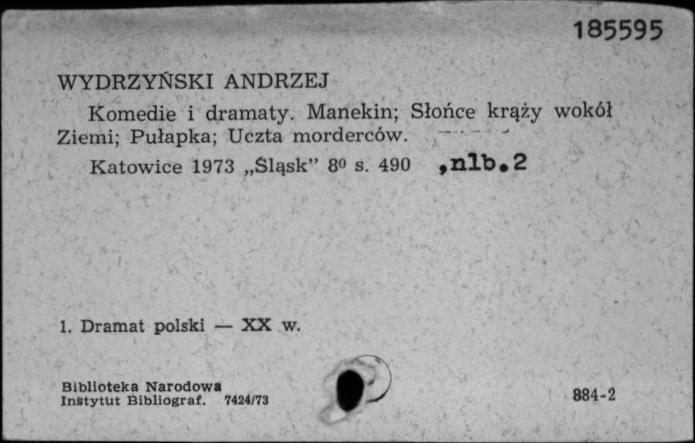 185595
WYDRZYŃSKI ANDRZEJ
Komedie i dramaty. Manekin; Słońce krąży wokół
Ziemi; Pułapka; Uczta morderców.
Katowice 1973 „Śląsk” 8⁰ s. 490 ,nlb.2
1. Dramat polski — XX w.
Biblioteka Narodowa
Instytut Bibliograf. 7424/73
884-2